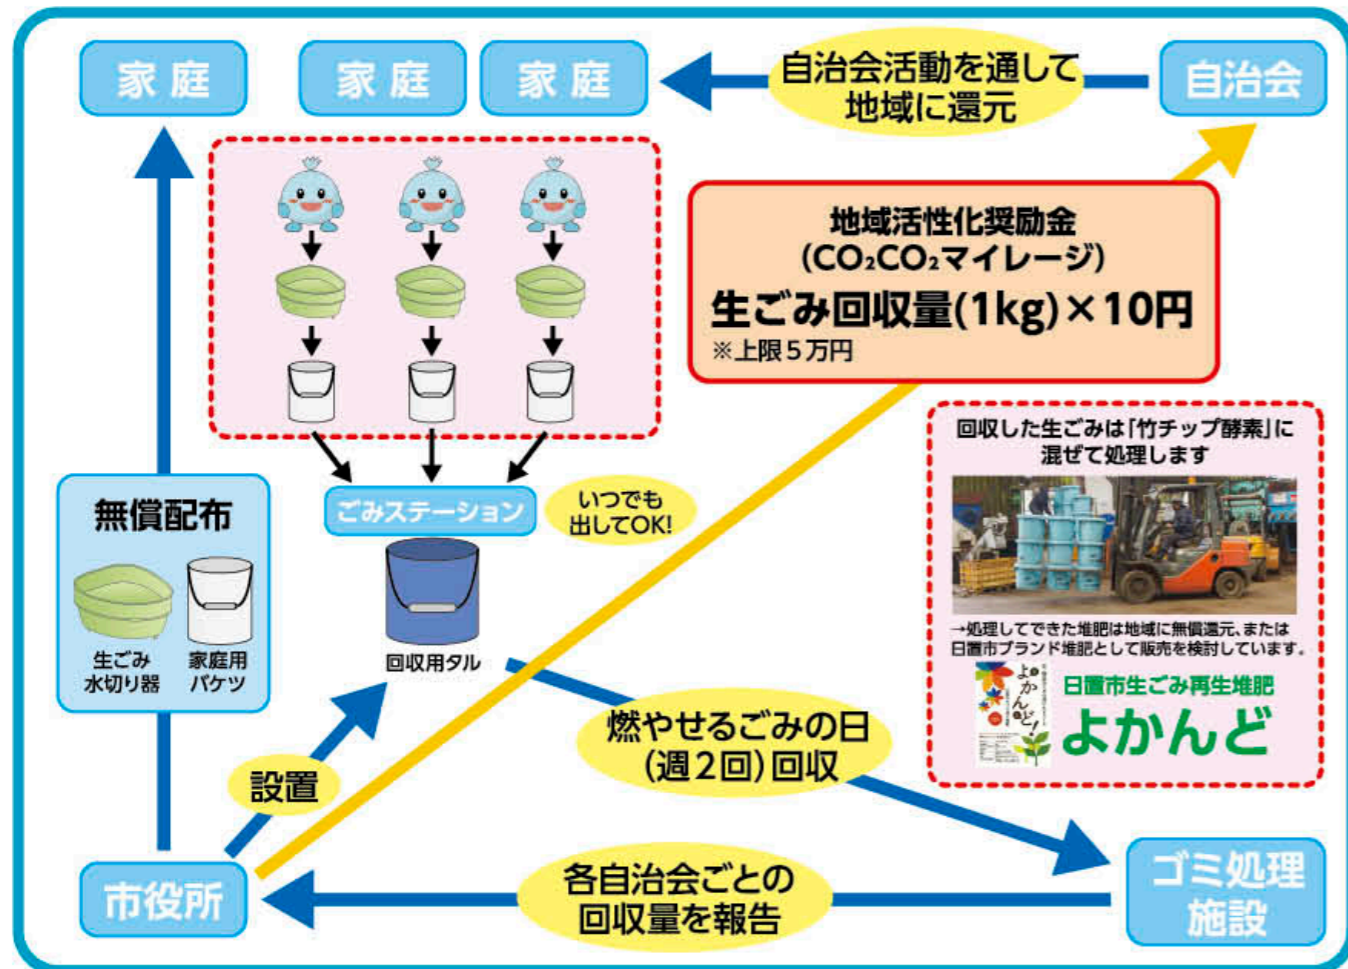 家庭
家庭
家庭
自治会活動を通して
地域に還元
自治会
地域活性化奨励金
(CO₂CO₂マイレージ)
生ごみ回収量(1kg)×10円
※上限5万円
無償配布
生ごみ
水切り器
家庭用
バケツ
ごみステーション
いつでも
出してOK!
回収用タル
回収した生ごみは「竹チップ酵素」に
混ぜて処理します
→処理してできた堆肥は地域に無償還元、または
日置市ブランド堆肥として販売を検討しています。
よかんど!
日置市生ごみ再生堆肥
よかんど
燃やせるごみの日
(週2回)回収
設置
市役所
各自治会ごとの
回収量を報告
ゴミ処理
施設